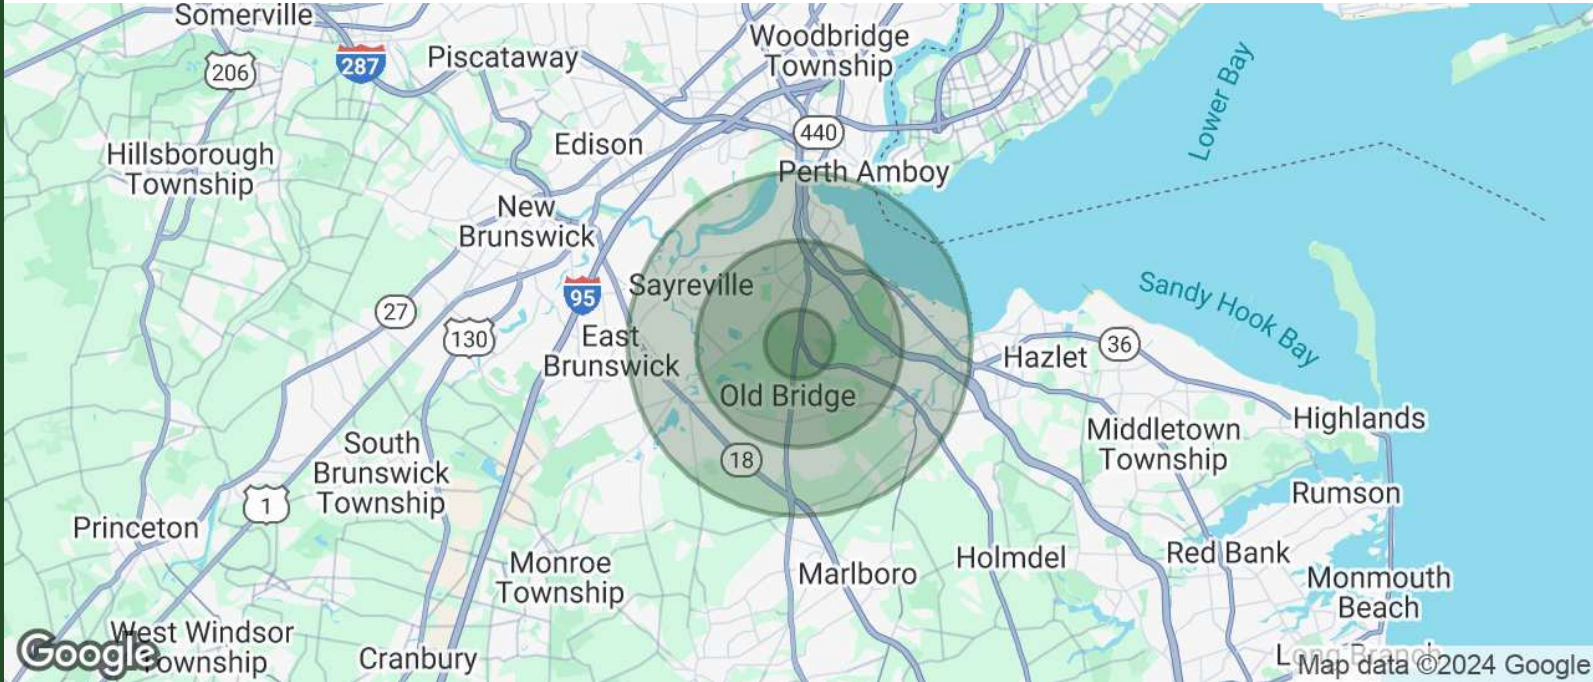 Somerville
206
287
Piscataway
Woodbridge
Township
Lower Bay
440
Edison
Hillsborough
Township
Perth Amboy
New
Brunswick
Sayreville
95
27
130
East
Brunswick
Sandy Hook Bay
Hazlet
36
Old Bridge
Highlands
South
Brunswick
Township
18
Middletown
Township
1
Rumson
Princeton
Monroe
Township
Marlboro
Holmdel
Red Bank
Monmouth
Beach
West Windsor
Township
Google
Cranbury
Long Branch
Map data ©2024 Google